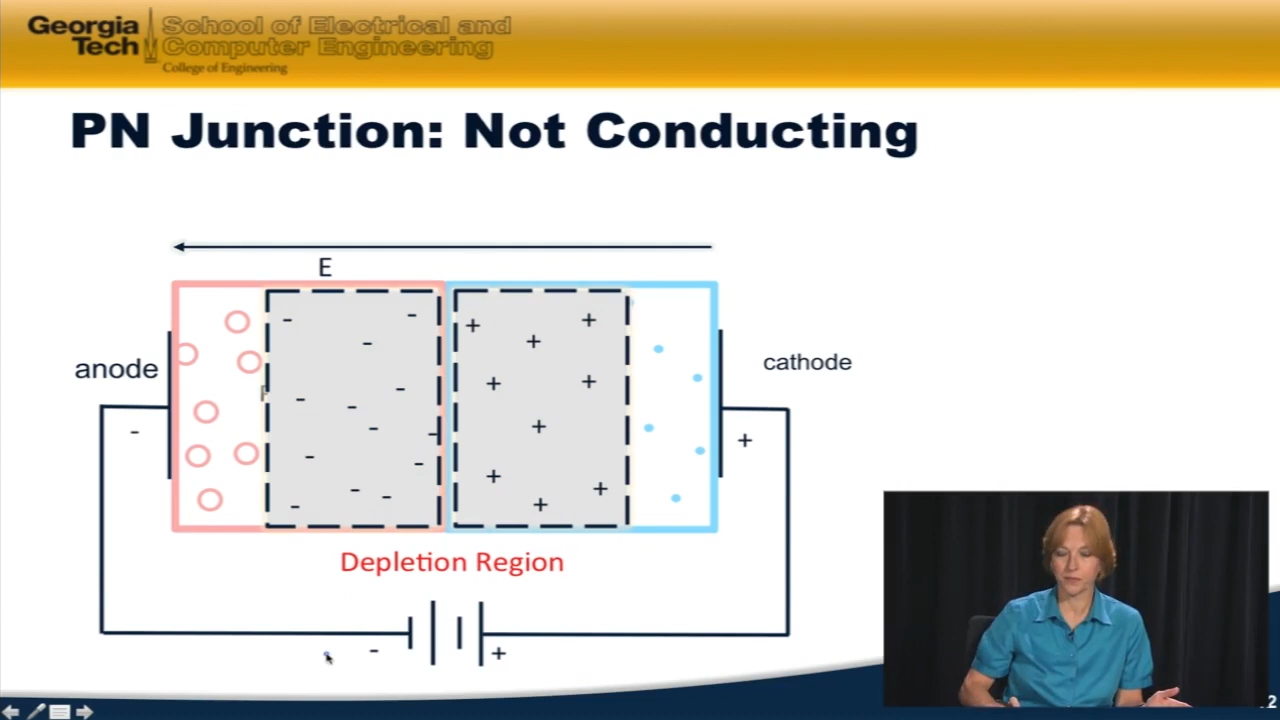 Georgia Tech
School of Electrical and
Computer Engineering
College of Engineering
PN Junction: Not Conducting
E
anode
cathode
-
+
- - - - - - - - - - - - - -
+ + + + + + + + + +
Depletion Region
-
+
2